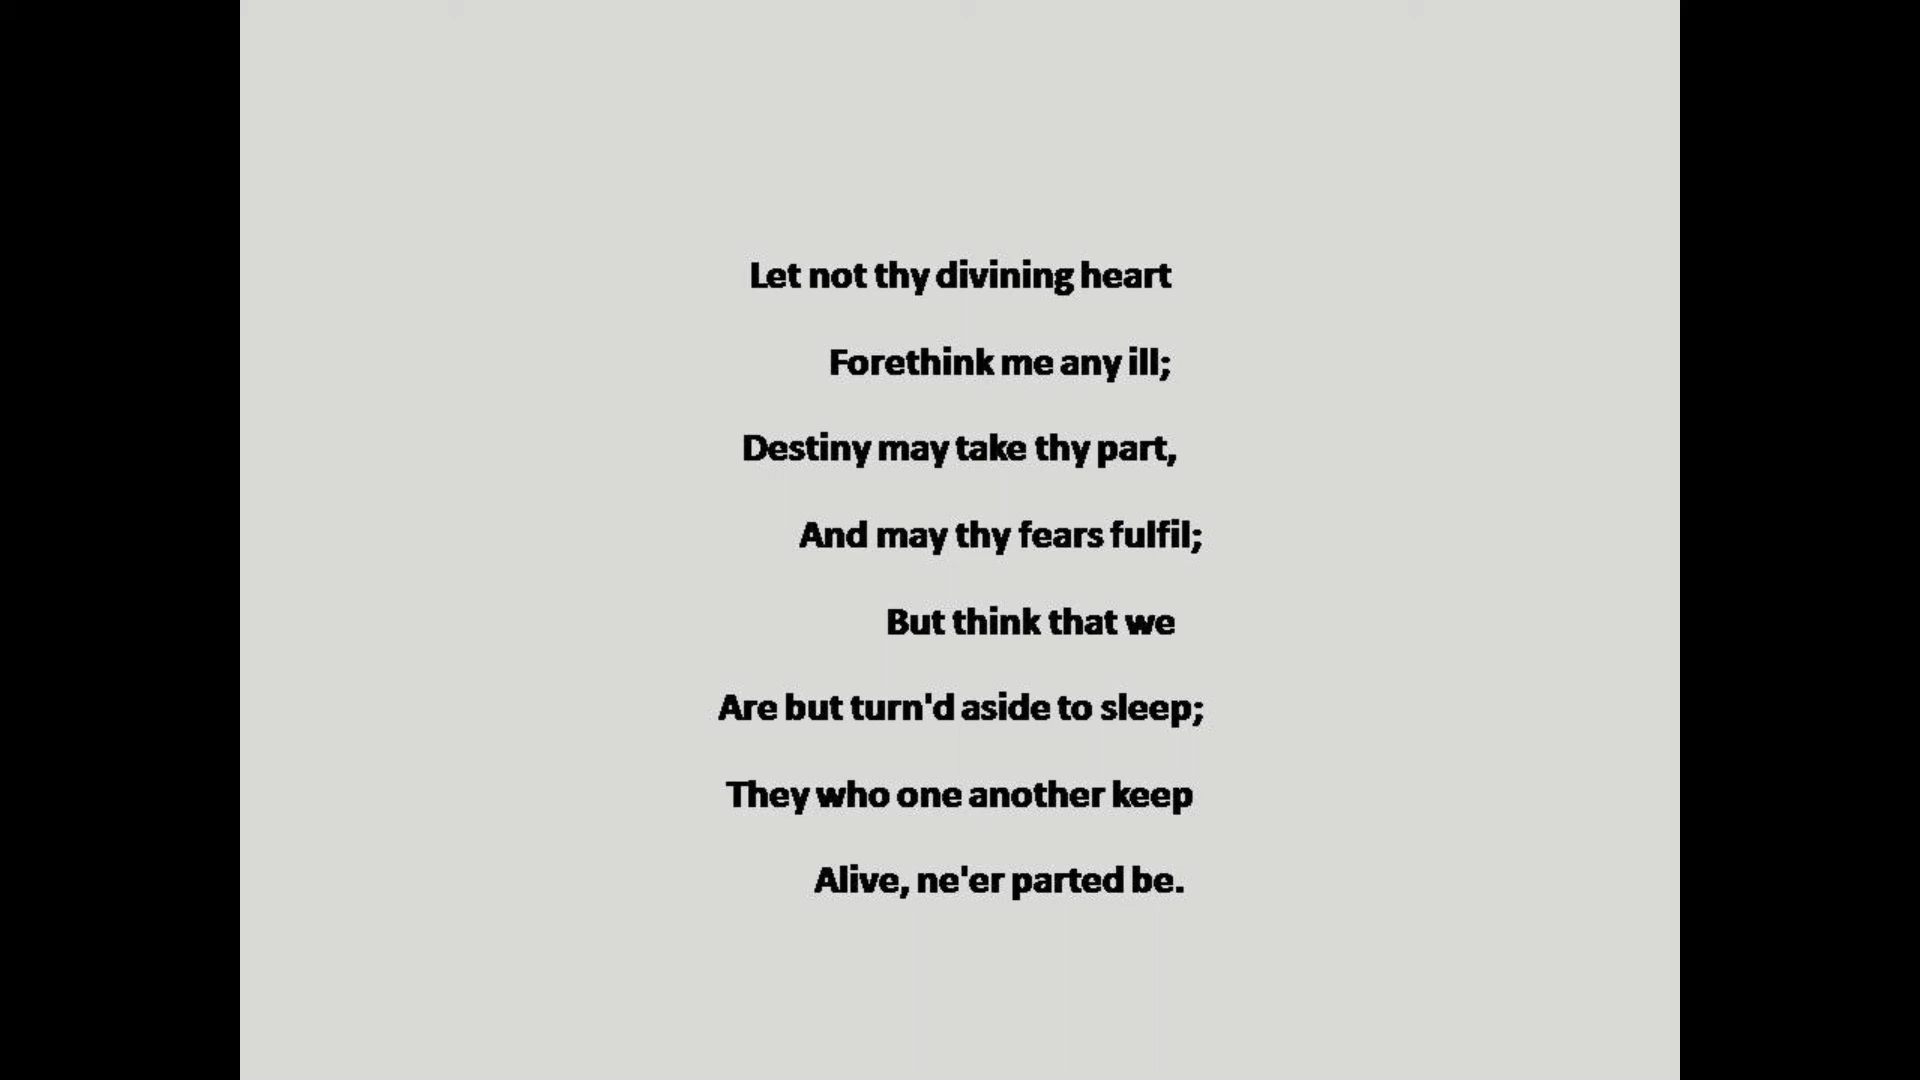 Let not thy divining heart
Forethink me any ill;
Destiny may take thy part,
And may thy fears fulfil;
But think that we
Are but turn'd aside to sleep;
They who one another keep
Alive, ne'er parted be.